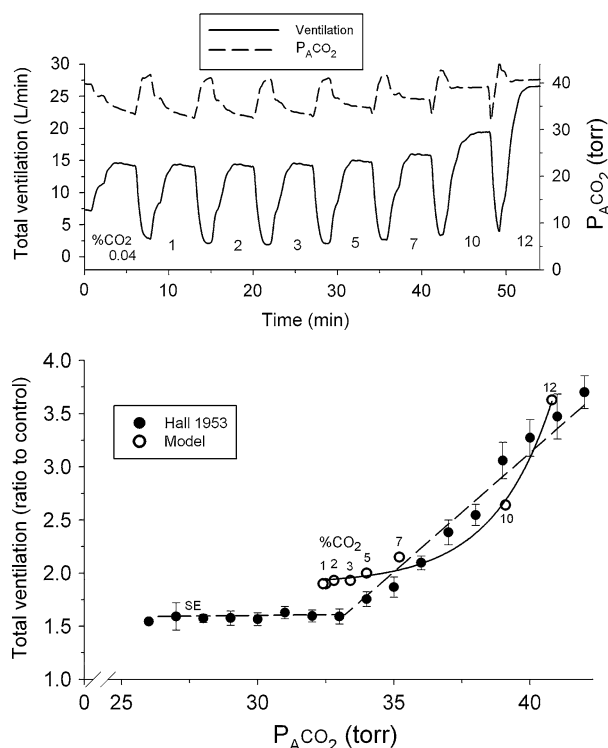 Ventilation
PACO2
Total ventilation (L/min)
30
25
20
15
10
5
0
40
30
20
10
0
PACO2 (torr)
%CO2
0.04 1 2 3 5 7 10 12
0 10 20 30 40 50
Time (min)
Total ventilation (ratio to control)
4.0
3.5
3.0
2.5
2.0
1.5
1.0
Hall 1953
Model
12
10
%CO2
1 2 3 5 7
SE
0 25 30 35 40
PACO2 (torr)